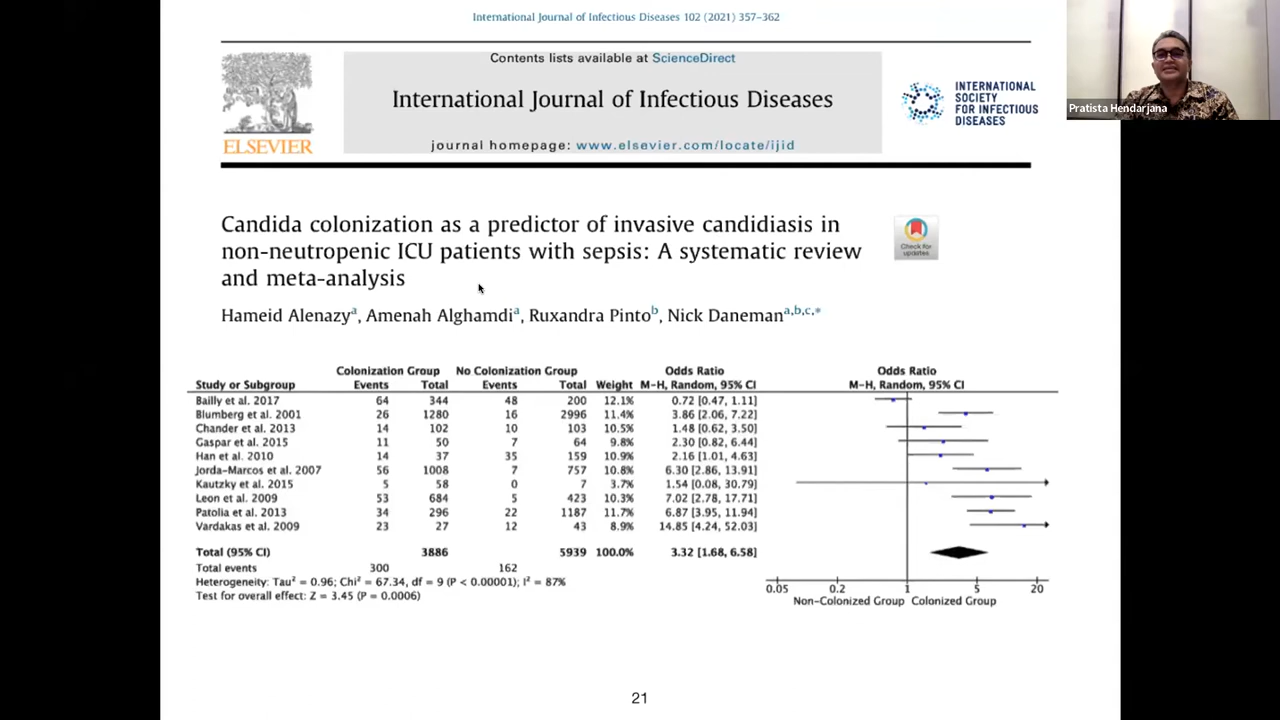 International Journal of Infectious Diseases 102 (2021) 357–362
Contents lists available at ScienceDirect
International Journal of Infectious Diseases
journal homepage: www.elsevier.com/locate/ijid
ELSEVIER
INTERNATIONAL
SOCIETY
FOR INFECTIOUS
DISEASES
Pratista Hendarjana
Candida colonization as a predictor of invasive candidiasis in
non-neutropenic ICU patients with sepsis: A systematic review
and meta-analysis
Check for
updates
Hameid Alenazyᵃ, Amenah Alghamdiᵃ, Ruxandra Pintoᵇ, Nick Danemanᵃ,ᵇ,ᶜ,*
Colonization Group No Colonization Group Odds Ratio Odds Ratio
Study or Subgroup Events Total Events Total Weight M-H, Random, 95% CI M-H, Random, 95% CI
Bailly et al. 2017 64 344 48 200 12.1% 0.72 [0.47, 1.11]
Blumberg et al. 2001 26 1280 16 2996 11.4% 3.86 [2.06, 7.22]
Chander et al. 2013 14 102 10 103 10.5% 1.48 [0.62, 3.50]
Gaspar et al. 2015 11 50 7 64 9.8% 2.30 [0.82, 6.44]
Han et al. 2010 14 37 35 159 10.9% 2.16 [1.01, 4.63]
Jorda-Marcos et al. 2007 56 1008 7 757 10.8% 6.30 [2.86, 13.91]
Kautzky et al. 2015 5 58 0 7 3.7% 1.54 [0.08, 30.79]
Leon et al. 2009 53 684 5 423 10.3% 7.02 [2.78, 17.71]
Patolia et al. 2013 34 296 22 1187 11.7% 6.87 [3.95, 11.94]
Vardakas et al. 2009 23 27 12 43 8.9% 14.85 [4.24, 52.03]
Total (95% CI) 3886 5939 100.0% 3.32 [1.68, 6.58]
Total events 300 162
Heterogeneity: Tau² = 0.96; Chi² = 67.34, df = 9 (P < 0.00001); I² = 87%
Test for overall effect: Z = 3.45 (P = 0.0006)
0.05 0.2 1 5 20
Non-Colonized Group Colonized Group
21